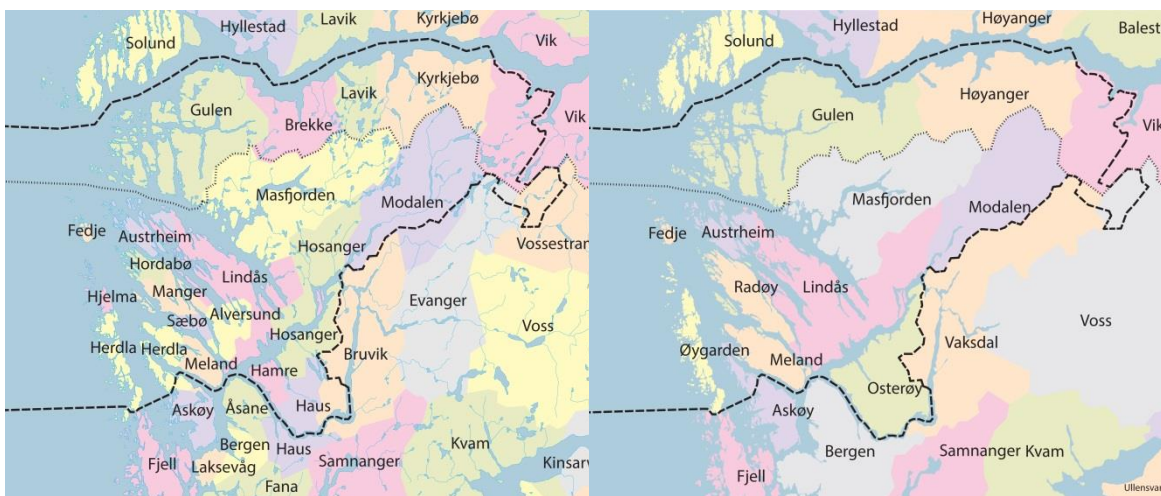 Hyllestad
Lavik
Solund
Kyrkjebø
Vik
Kyrkjebø
Gulen
Lavik
Brekke
Vik
Masfjorden
Modalen
Fedje
Austrheim
Hosanger
Vossestran
Hordabø
Lindås
Hjelma
Manger
Evanger
Sæbø
Alversund
Voss
Hosanger
Herdla
Herdla
Bruvik
Meland
Hamre
Askøy
Åsane
Haus
Bergen
Haus
Kvam
Fjell
Laksevåg
Samnanger
Kinsarv
Fana
Hyllestad
Høyanger
Solund
Balest
Høyanger
Gulen
Vik
Masfjorden
Modalen
Fedje
Austrheim
Radøy
Lindås
Voss
Øygarden
Meland
Vaksdal
Osterøy
Askøy
Bergen
Samnanger
Kvam
Fjell
Ullensvan